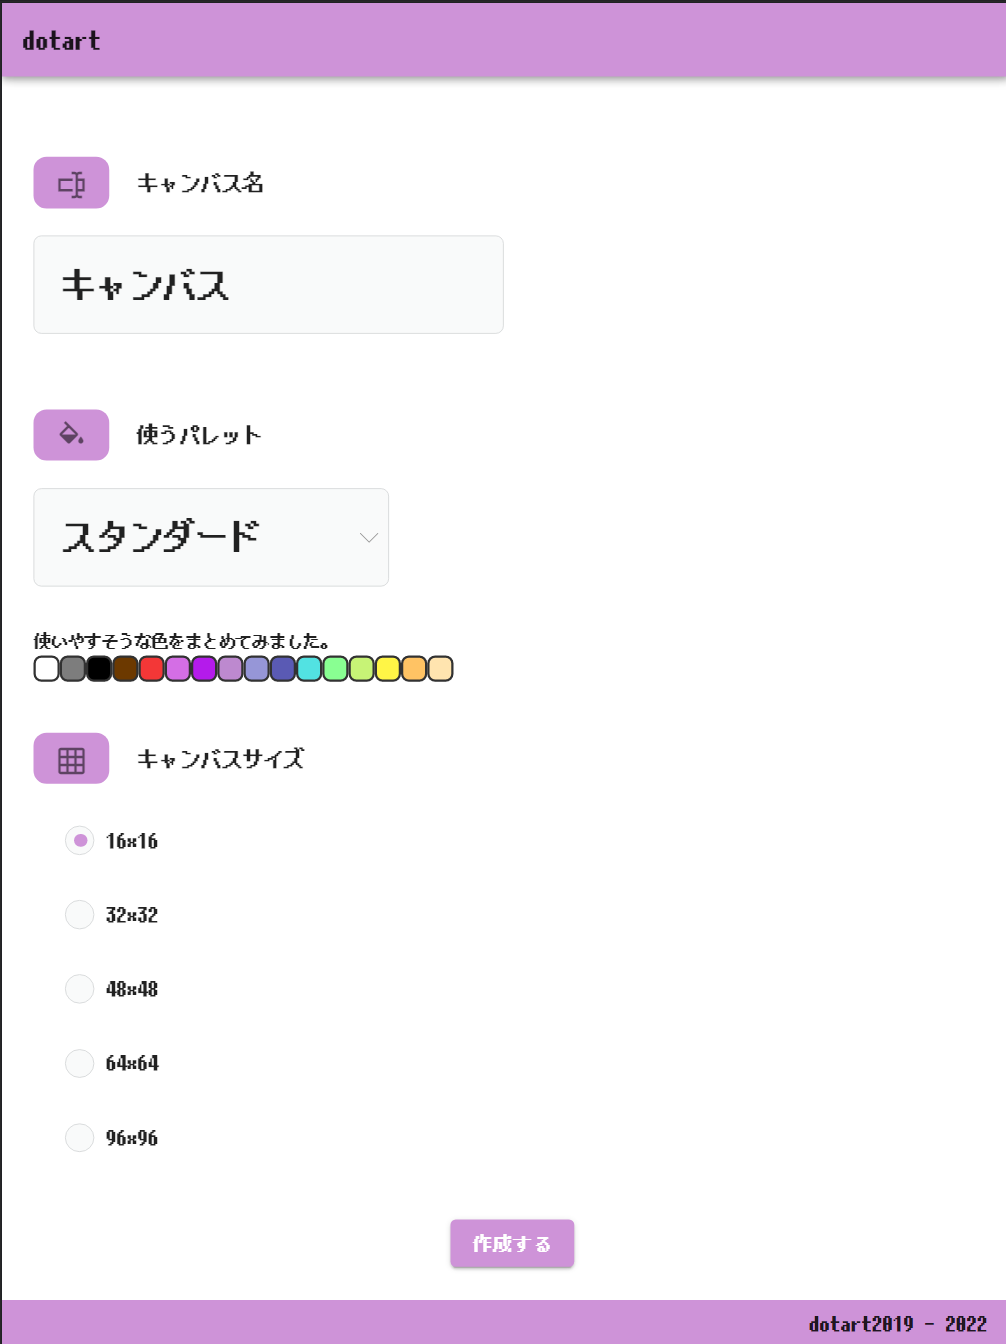 dotart
キャンバス名
キャンバス
使うパレット
スタンダード
使いやすそうな色をまとめてみました。
キャンバスサイズ
16x16
32x32
48x48
64x64
96x96
作成する
dotart2019 - 2022